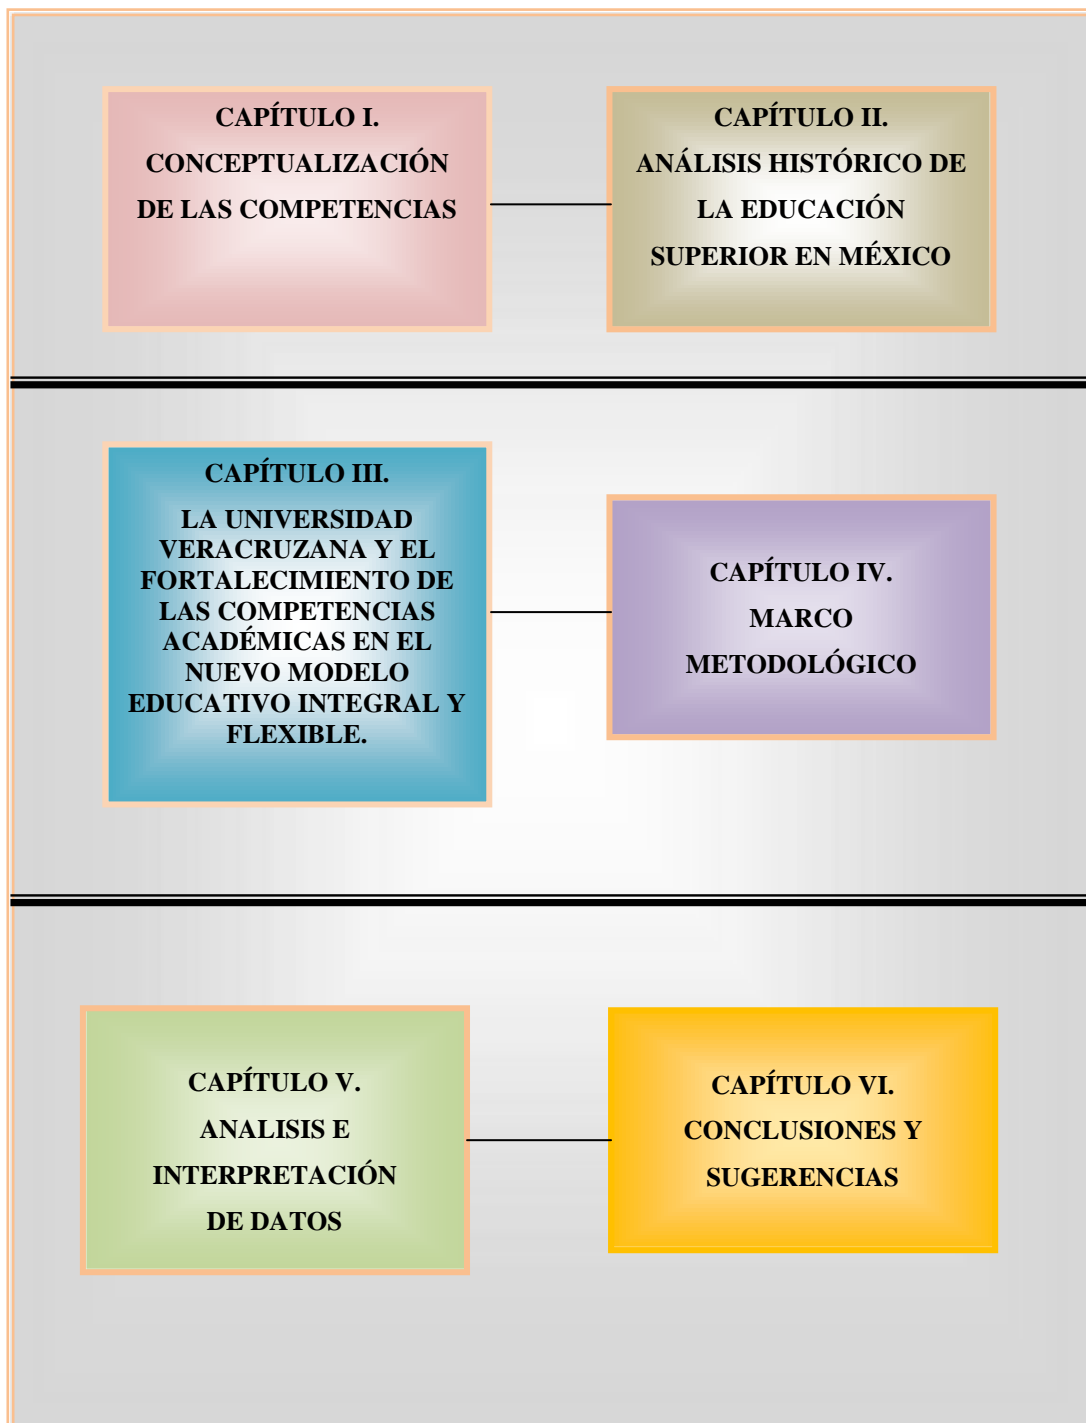 CAPÍTULO I.
CONCEPTUALIZACIÓN
DE LAS COMPETENCIAS
CAPÍTULO II.
ANÁLISIS HISTÓRICO DE
LA EDUCACIÓN
SUPERIOR EN MÉXICO
CAPÍTULO III.
LA UNIVERSIDAD
VERACRUZANA Y EL
FORTALECIMIENTO DE
LAS COMPETENCIAS
ACADÉMICAS EN EL
NUEVO MODELO
EDUCATIVO INTEGRAL Y
FLEXIBLE.
CAPÍTULO IV.
MARCO
METODOLÓGICO
CAPÍTULO V.
ANALISIS E
INTERPRETACIÓN
DE DATOS
CAPÍTULO VI.
CONCLUSIONES Y
SUGERENCIAS